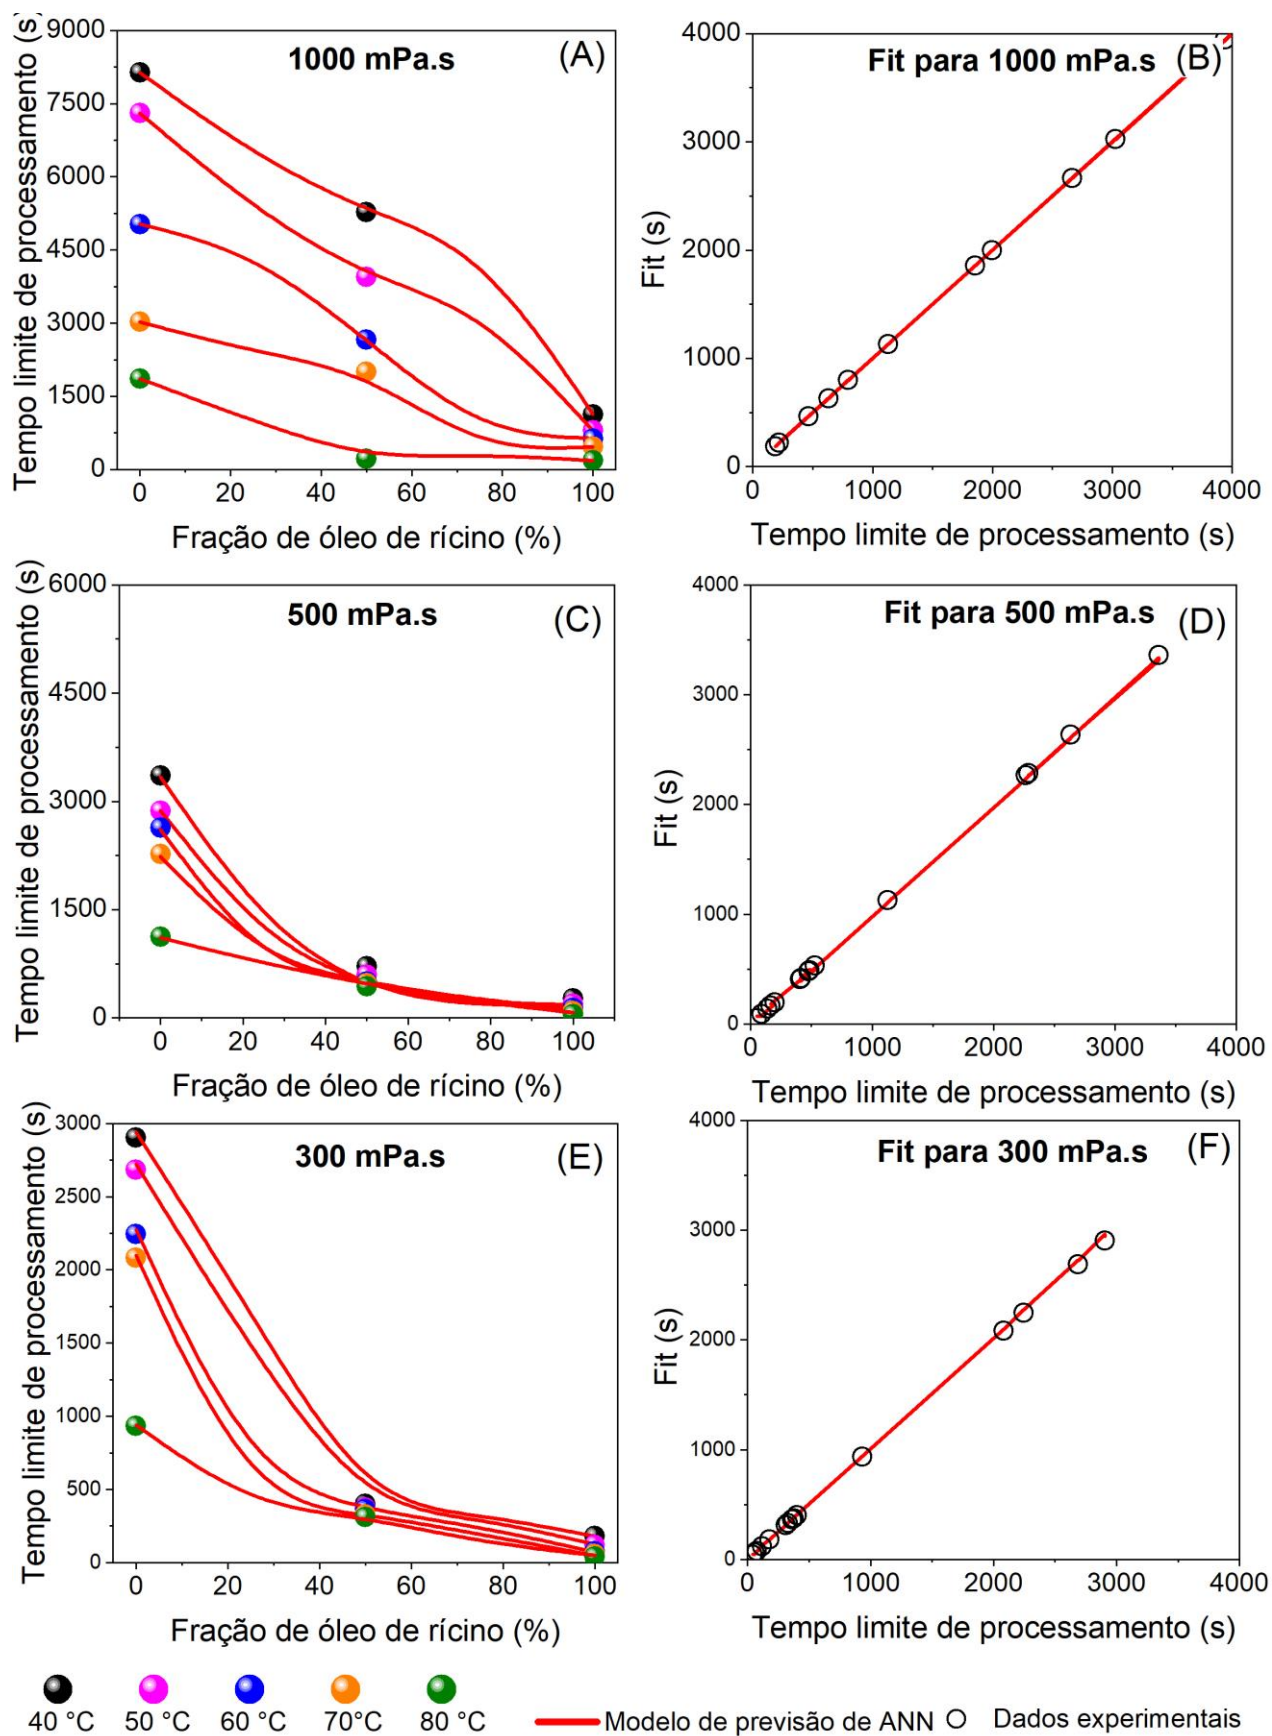 Tempo limite de processamento (s)
9000
7500
6000
4500
3000
1500
0
1000 mPa.s
(A)
0 20 40 60 80 100
Fração de óleo de rícino (%)
Fit (s)
4000
3000
2000
1000
0
Fit para 1000 mPa.s
(B)
0 1000 2000 3000 4000
Tempo limite de processamento (s)
Tempo limite de processamento (s)
6000
4500
3000
1500
0
500 mPa.s
(C)
0 20 40 60 80 100
Fração de óleo de rícino (%)
Fit (s)
4000
3000
2000
1000
0
Fit para 500 mPa.s
(D)
0 1000 2000 3000 4000
Tempo limite de processamento (s)
Tempo limite de processamento (s)
3000
2500
2000
1500
1000
500
0
300 mPa.s
(E)
0 20 40 60 80 100
Fração de óleo de rícino (%)
Fit (s)
4000
3000
2000
1000
0
Fit para 300 mPa.s
(F)
0 1000 2000 3000 4000
Tempo limite de processamento (s)
40 °C 50 °C 60 °C 70°C 80 °C Modelo de previsão de ANN Dados experimentais